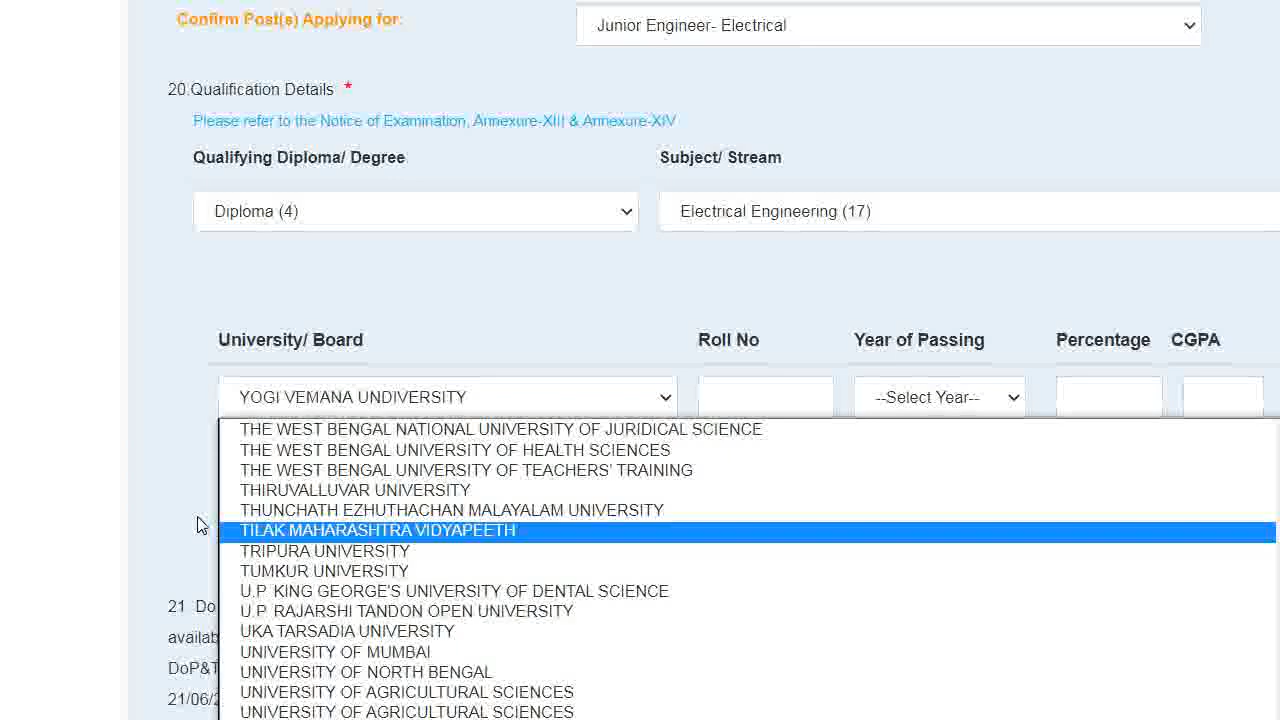 Confirm Post(s) Applying for:
Junior Engineer- Electrical
20.Qualification Details *
Please refer to the Notice of Examination, Annexure-XIII & Annexure-XIV
Qualifying Diploma/ Degree
Subject/ Stream
Diploma (4)
Electrical Engineering (17)
University/ Board
Roll No
Year of Passing
Percentage
CGPA
YOGI VEMANA UNDIVERSITY
--Select Year--
THE WEST BENGAL NATIONAL UNIVERSITY OF JURIDICAL SCIENCE
THE WEST BENGAL UNIVERSITY OF HEALTH SCIENCES
THE WEST BENGAL UNIVERSITY OF TEACHERS' TRAINING
THIRUVALLUVAR UNIVERSITY
THUNCHATH EZHUTHACHAN MALAYALAM UNIVERSITY
TILAK MAHARASHTRA VIDYAPEETH
TRIPURA UNIVERSITY
TUMKUR UNIVERSITY
U.P. KING GEORGE'S UNIVERSITY OF DENTAL SCIENCE
U.P. RAJARSHI TANDON OPEN UNIVERSITY
UKA TARSADIA UNIVERSITY
UNIVERSITY OF MUMBAI
UNIVERSITY OF NORTH BENGAL
UNIVERSITY OF AGRICULTURAL SCIENCES
UNIVERSITY OF AGRICULTURAL SCIENCES
21 Do
availab
DoP&T
21/06/2